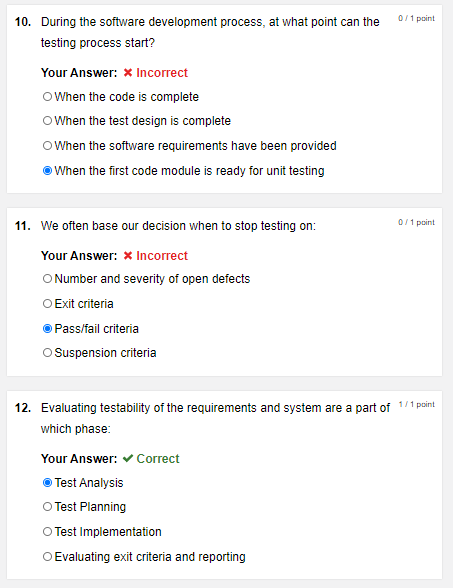 10. During the software development process, at what point can the 0 / 1 point
testing process start?
Your Answer: ✖ Incorrect
When the code is complete
When the test design is complete
When the software requirements have been provided
When the first code module is ready for unit testing
11. We often base our decision when to stop testing on: 0 / 1 point
Your Answer: ✖ Incorrect
Number and severity of open defects
Exit criteria
Pass/fail criteria
Suspension criteria
12. Evaluating testability of the requirements and system are a part of 1 / 1 point
which phase:
Your Answer: ✔ Correct
Test Analysis
Test Planning
Test Implementation
Evaluating exit criteria and reporting